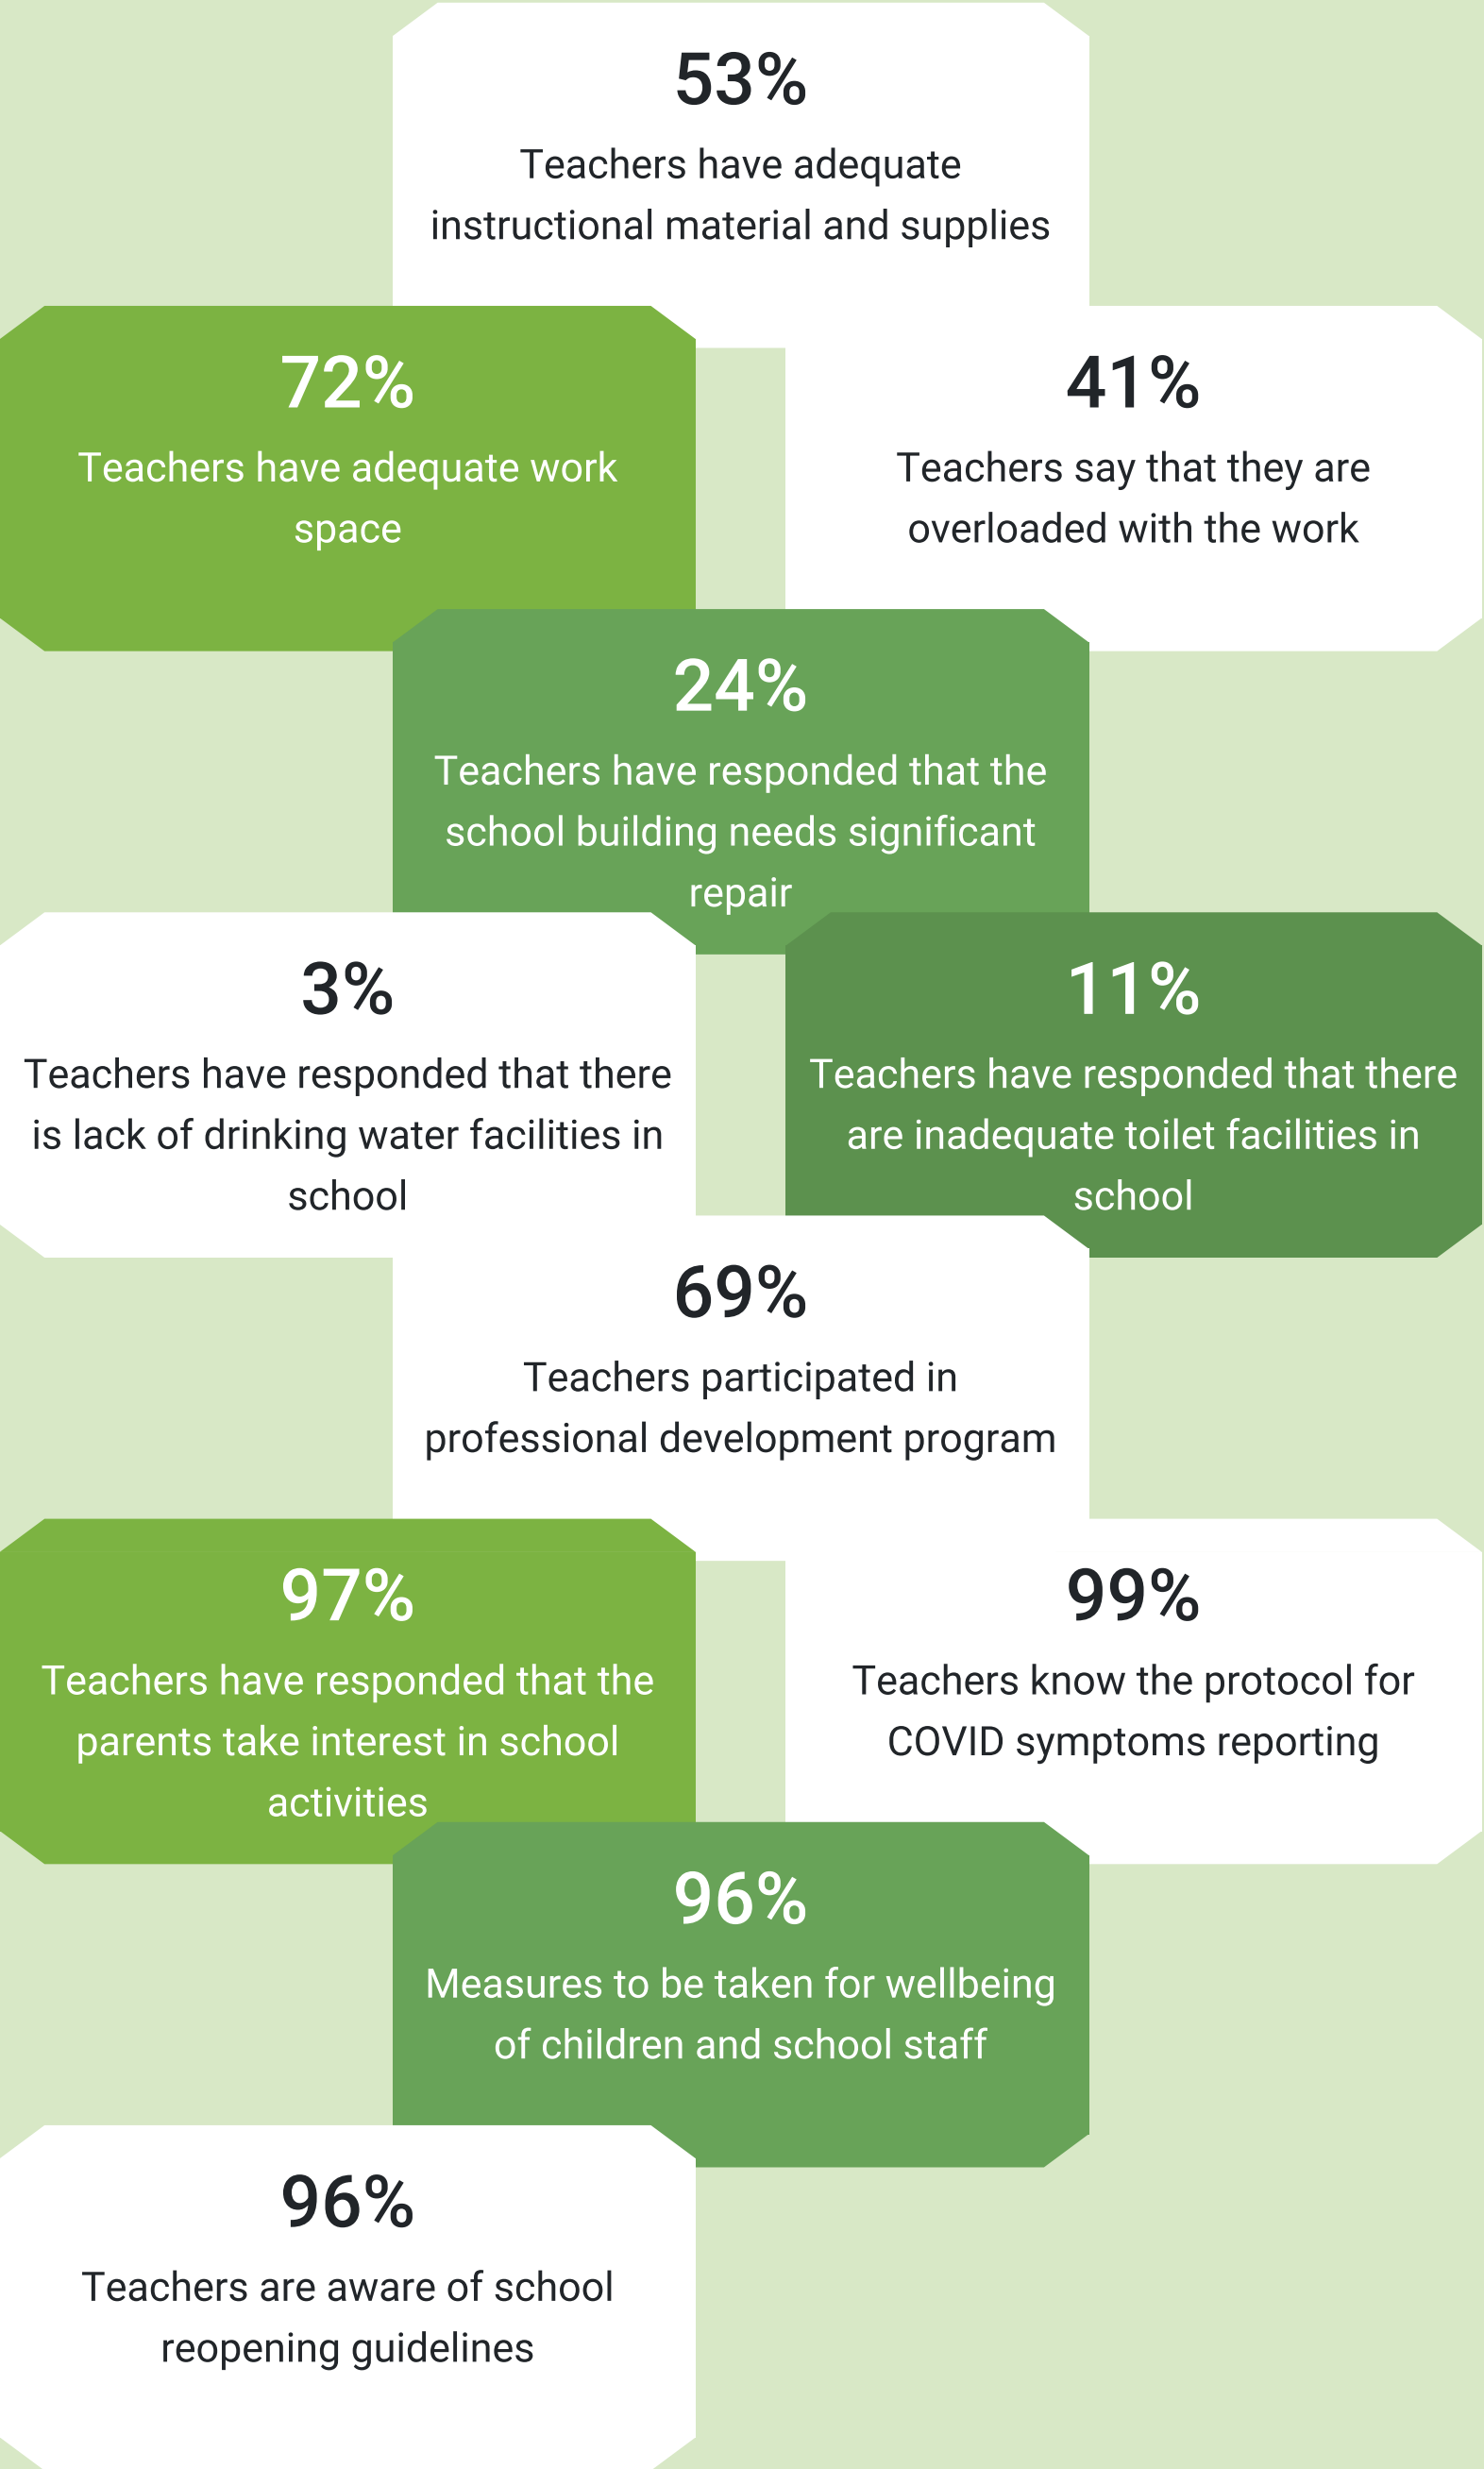 53%
Teachers have adequate
instructional material and supplies
72%
Teachers have adequate work
space
41%
Teachers say that they are
overloaded with the work
24%
Teachers have responded that the
school building needs significant
repair
3%
Teachers have responded that there
is lack of drinking water facilities in
school
11%
Teachers have responded that there
are inadequate toilet facilities in
school
69%
Teachers participated in
professional development program
97%
Teachers have responded that the
parents take interest in school
activities
99%
Teachers know the protocol for
COVID symptoms reporting
96%
Measures to be taken for wellbeing
of children and school staff
96%
Teachers are aware of school
reopening guidelines